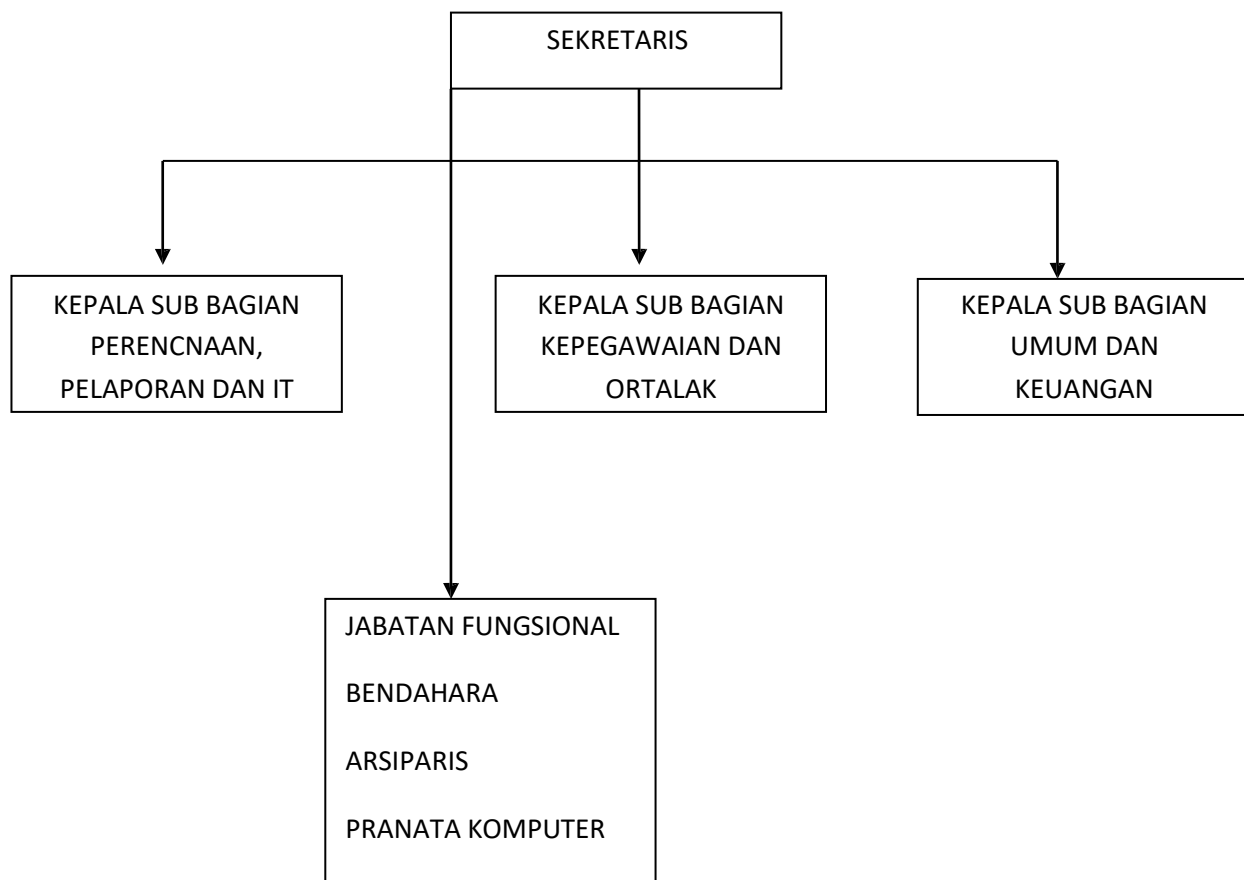 SEKRETARIS
KEPALA SUB BAGIAN
PERENCNAAN,
PELAPORAN DAN IT
KEPALA SUB BAGIAN
KEPEGAWAIAN DAN
ORTALAK
KEPALA SUB BAGIAN
UMUM DAN
KEUANGAN
JABATAN FUNGSIONAL
BENDAHARA
ARSIPARIS
PRANATA KOMPUTER